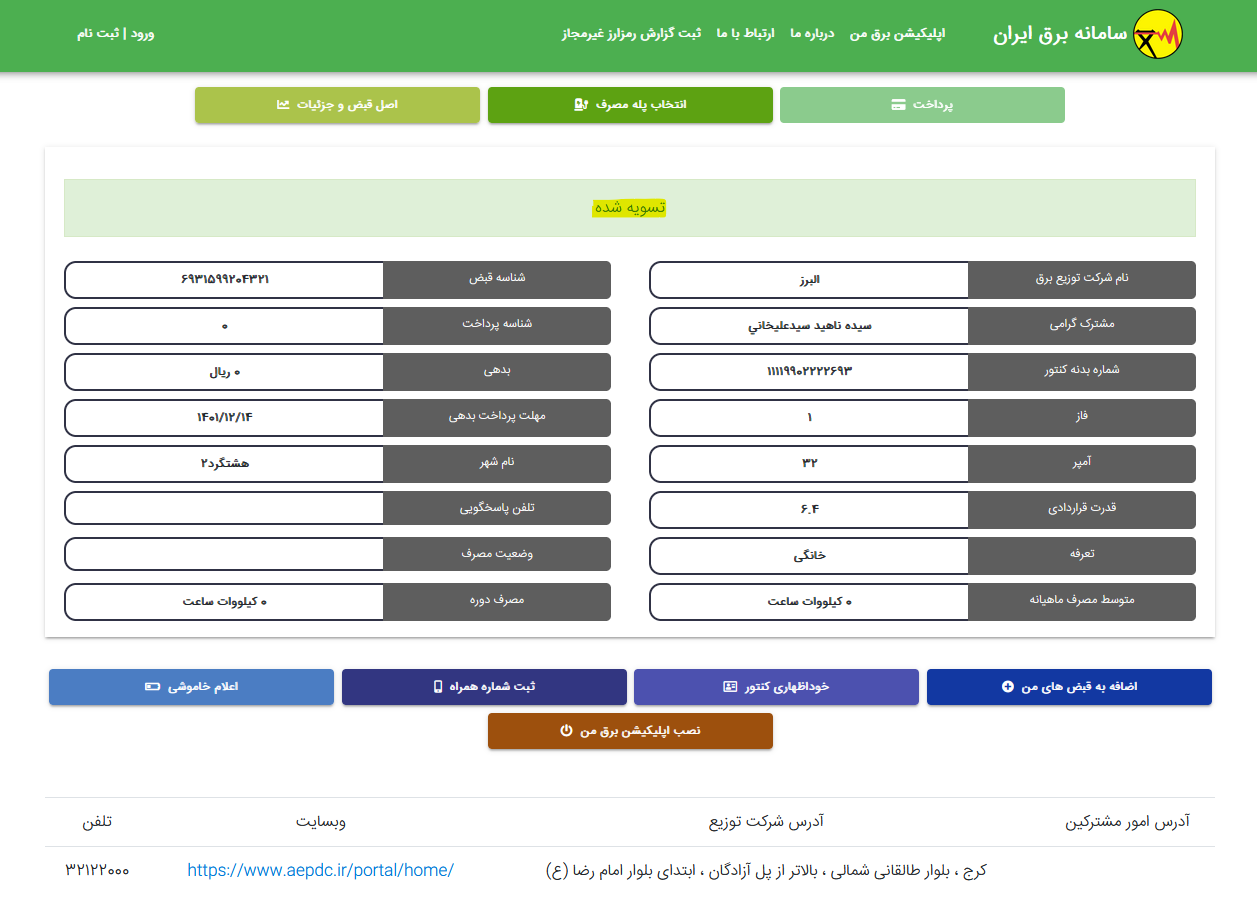 سامانه برق ایران
اپلیکیشن برق من  درباره ما  ارتباط با ما  ثبت گزارش رمزارز غیرمجاز
ورود | ثبت نام
پرداخت
انتخاب پله مصرف
اصل قبض و جزئیات
تسویه شده
نام شرکت توزیع برق  البرز
شناسه قبض  ۶۹۳۱۵۹۹۲۰۴۳۲۱
مشترک گرامی  سیده ناهید سیدعلیخاني
شناسه پرداخت  ۰
شماره بدنه کنتور  ۱۱۱۱۹۹۰۲۲۲۲۶۹۳
بدهی  ۰ ریال
فاز  ۱
مهلت پرداخت بدهی  ۱۴۰۱/۱۲/۱۴
آمپر  ۳۲
نام شهر  هشتگرد۲
قدرت قراردادی  ۶.۴
تلفن پاسخگویی
تعرفه  خانگی
وضعیت مصرف
متوسط مصرف ماهیانه  ۰ کیلووات ساعت
مصرف دوره  ۰ کیلووات ساعت
اضافه به قبض های من
خوداظهاری کنتور
ثبت شماره همراه
اعلام خاموشی
نصب اپلیکیشن برق من
آدرس امور مشترکین  آدرس شرکت توزیع  وبسایت  تلفن
کرج ، بلوار طالقانی شمالی ، بالاتر از پل آزادگان ، ابتدای بلوار امام رضا (ع)  https://www.aepdc.ir/portal/home/  ۳۲۱۲۲۰۰۰